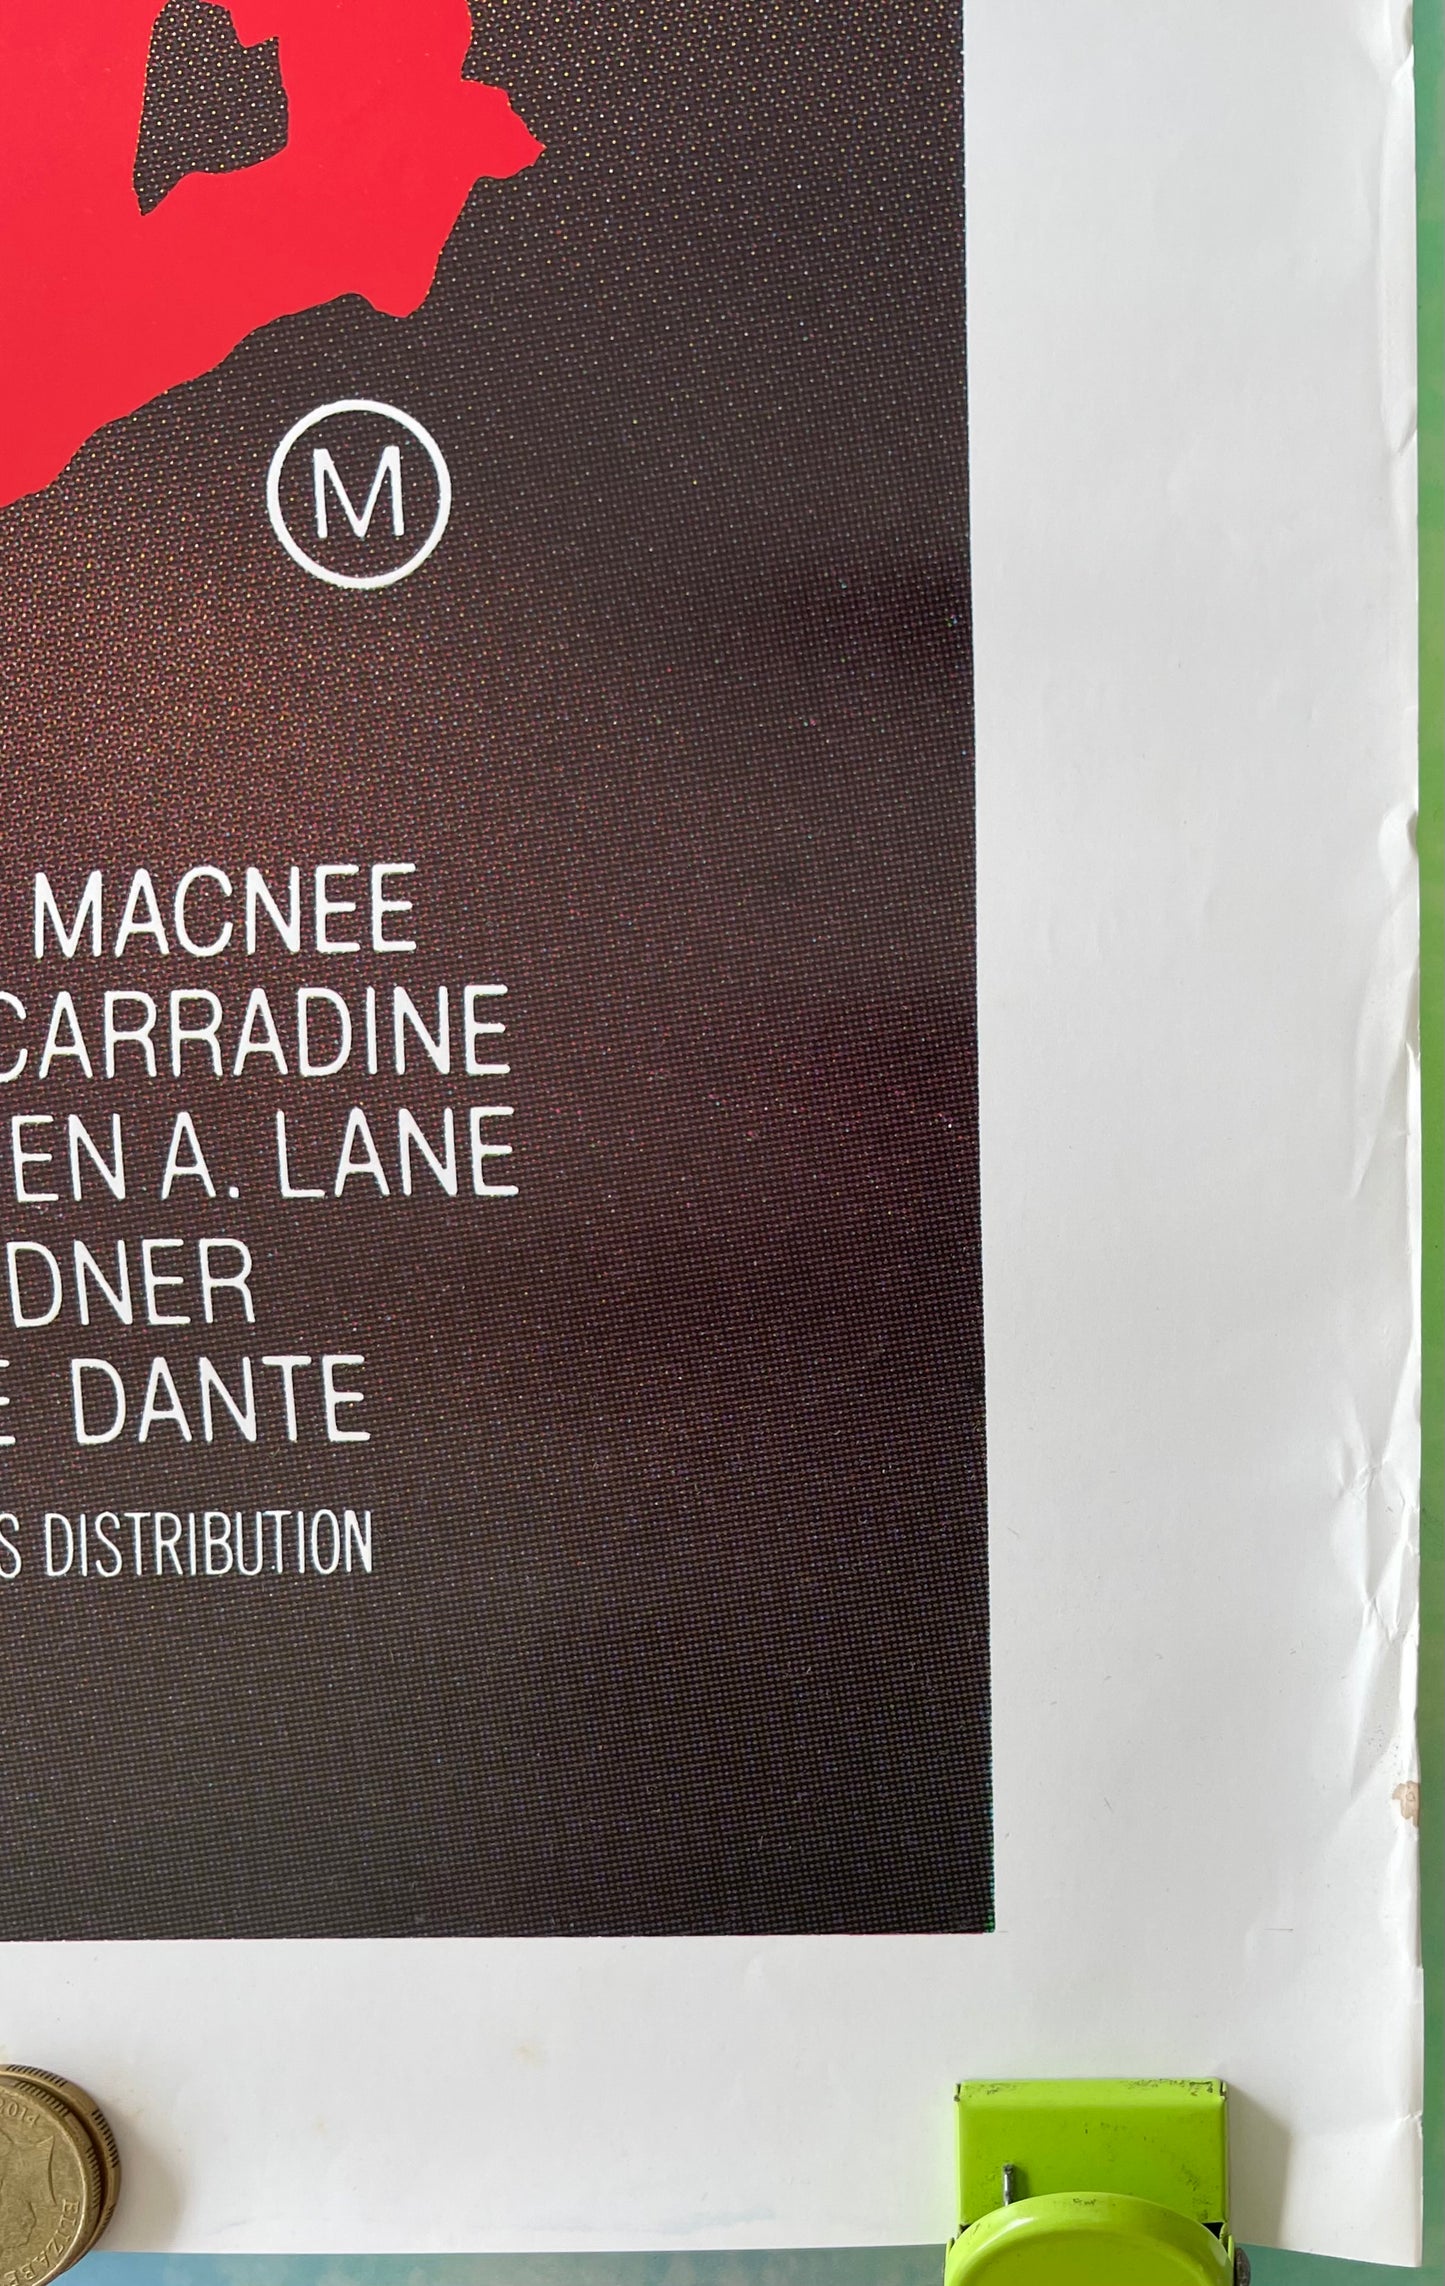 M
MACNEE
CARRADINE
EN A. LANE
DNER
E DANTE
S DISTRIBUTION